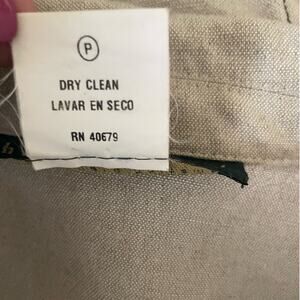 P
DRY CLEAN
LAVAR EN SECO
RN 40679